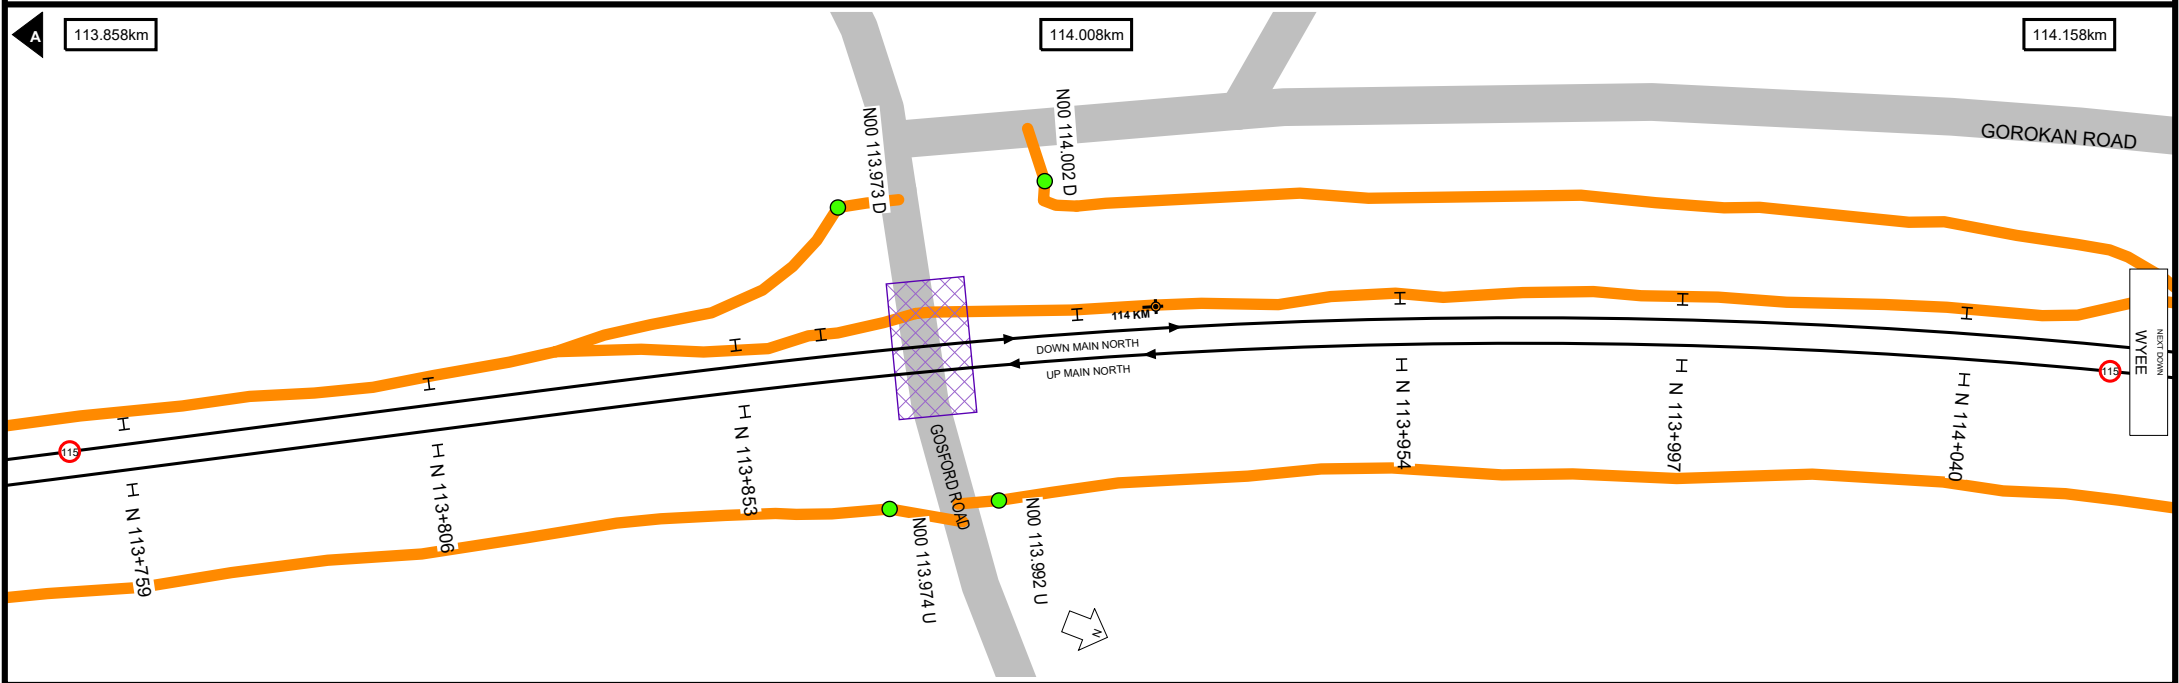 A
113.858km
114.008km
114.158km
N00 113.973 D
N00 114.002 D
GOROKAN ROAD
114 KM
DOWN MAIN NORTH
UP MAIN NORTH
115
115
NEXT DOWN
WYEE
N 113+759
N 113+806
N 113+853
GOSFORD ROAD
N00 113.974 U
N00 113.992 U
N 113+954
N 113+997
N 114+040
N